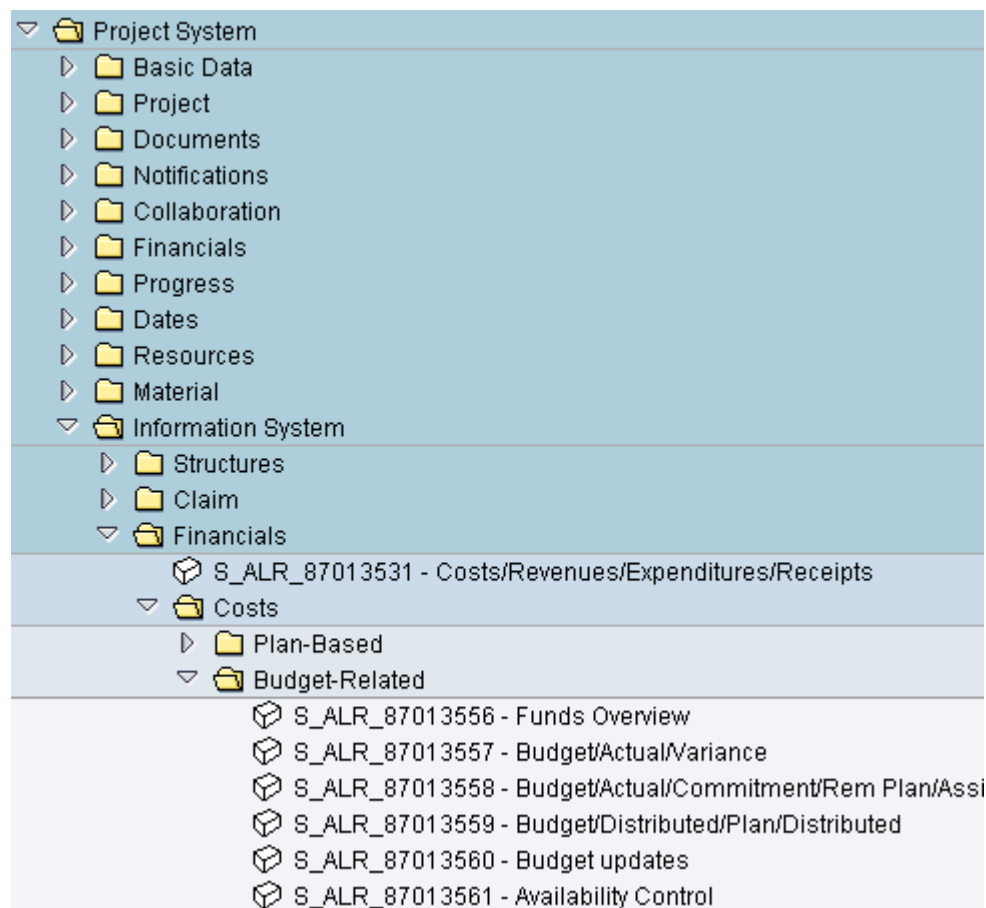 Project System
Basic Data
Project
Documents
Notifications
Collaboration
Financials
Progress
Dates
Resources
Material
Information System
Structures
Claim
Financials
S_ALR_87013531 - Costs/Revenues/Expenditures/Receipts
Costs
Plan-Based
Budget-Related
S_ALR_87013556 - Funds Overview
S_ALR_87013557 - Budget/Actual/Variance
S_ALR_87013558 - Budget/Actual/Commitment/Rem Plan/Assi
S_ALR_87013559 - Budget/Distributed/Plan/Distributed
S_ALR_87013560 - Budget updates
S_ALR_87013561 - Availability Control